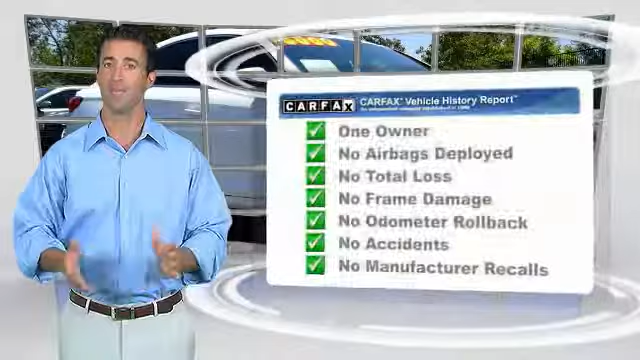 CARFAX CARFAX® Vehicle History Report™
One Owner
No Airbags Deployed
No Total Loss
No Frame Damage
No Odometer Rollback
No Accidents
No Manufacturer Recalls